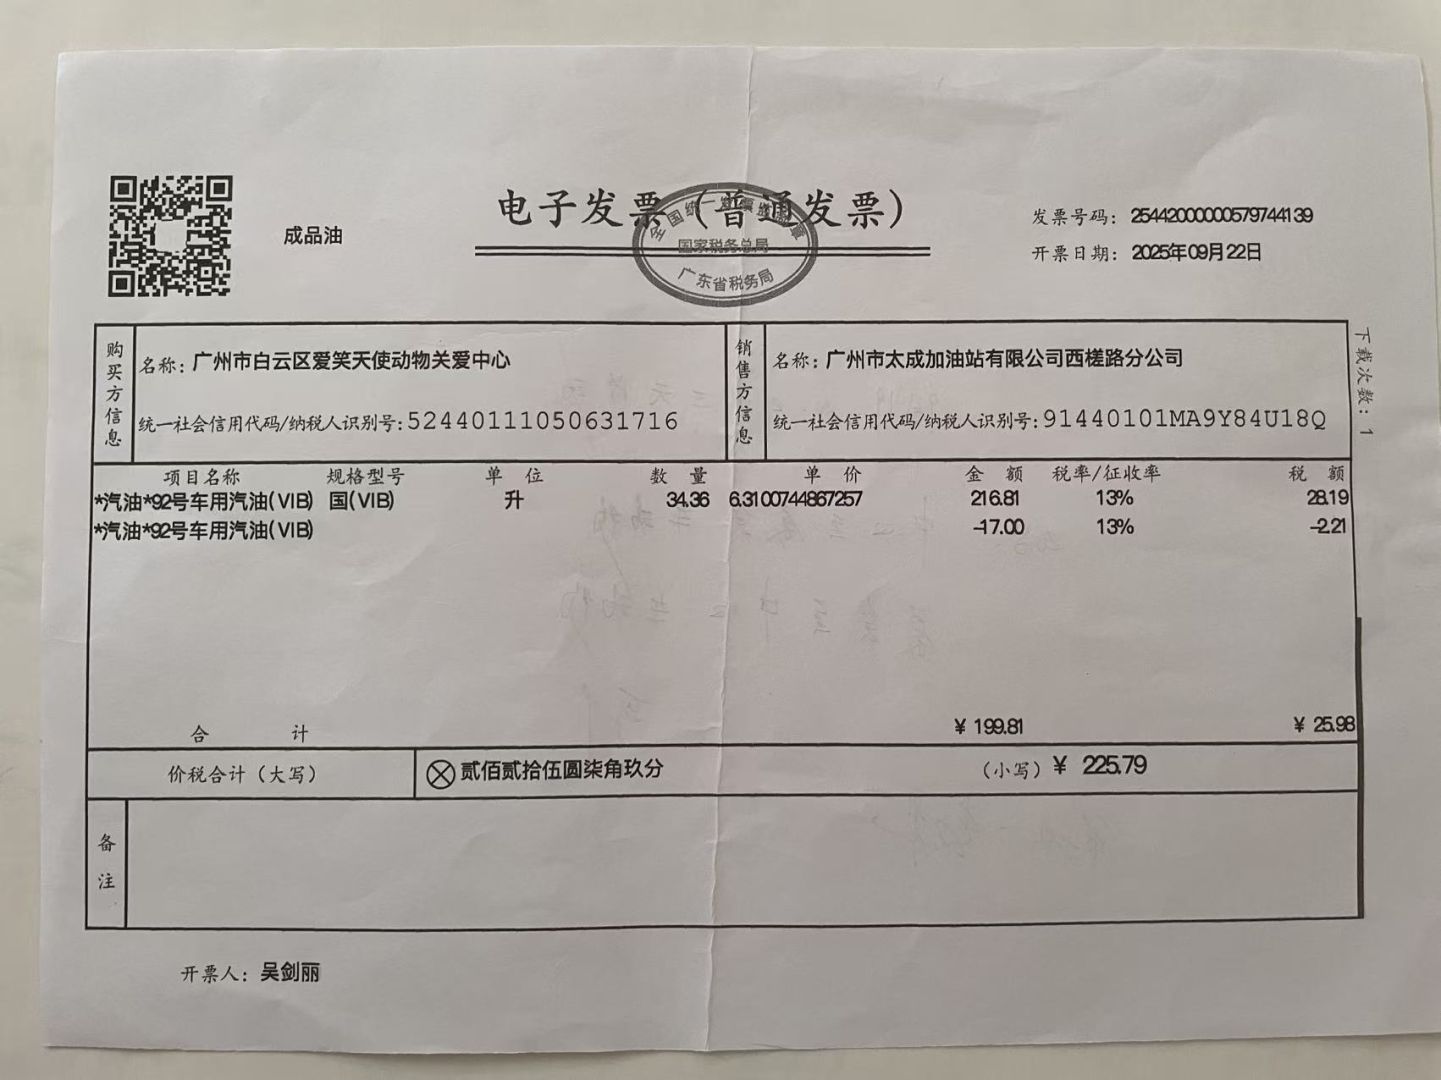 电子发票（普通发票）
成品油
全国统一发票监制章
国家税务总局
广东省税务局
发票号码：25442000000579744139
开票日期：2025年09月22日
购买方信息
名称：广州市白云区爱笑天使动物关爱中心
统一社会信用代码/纳税人识别号：52440111050631716
销售方信息
名称：广州市太成加油站有限公司西槎路分公司
统一社会信用代码/纳税人识别号：91440101MA9Y84U18Q
下载次数：1
项目名称 规格型号 单位 数量 单价 金额 税率/征收率 税额
*汽油*92号车用汽油(VIB) 国(VIB) 升 34.36 6.3100744867257 216.81 13% 28.19
*汽油*92号车用汽油(VIB) -17.00 13% -2.21
合计 ¥199.81 ¥25.98
价税合计（大写） 贰佰贰拾伍圆柒角玖分 （小写）¥225.79
备注
开票人：吴剑丽